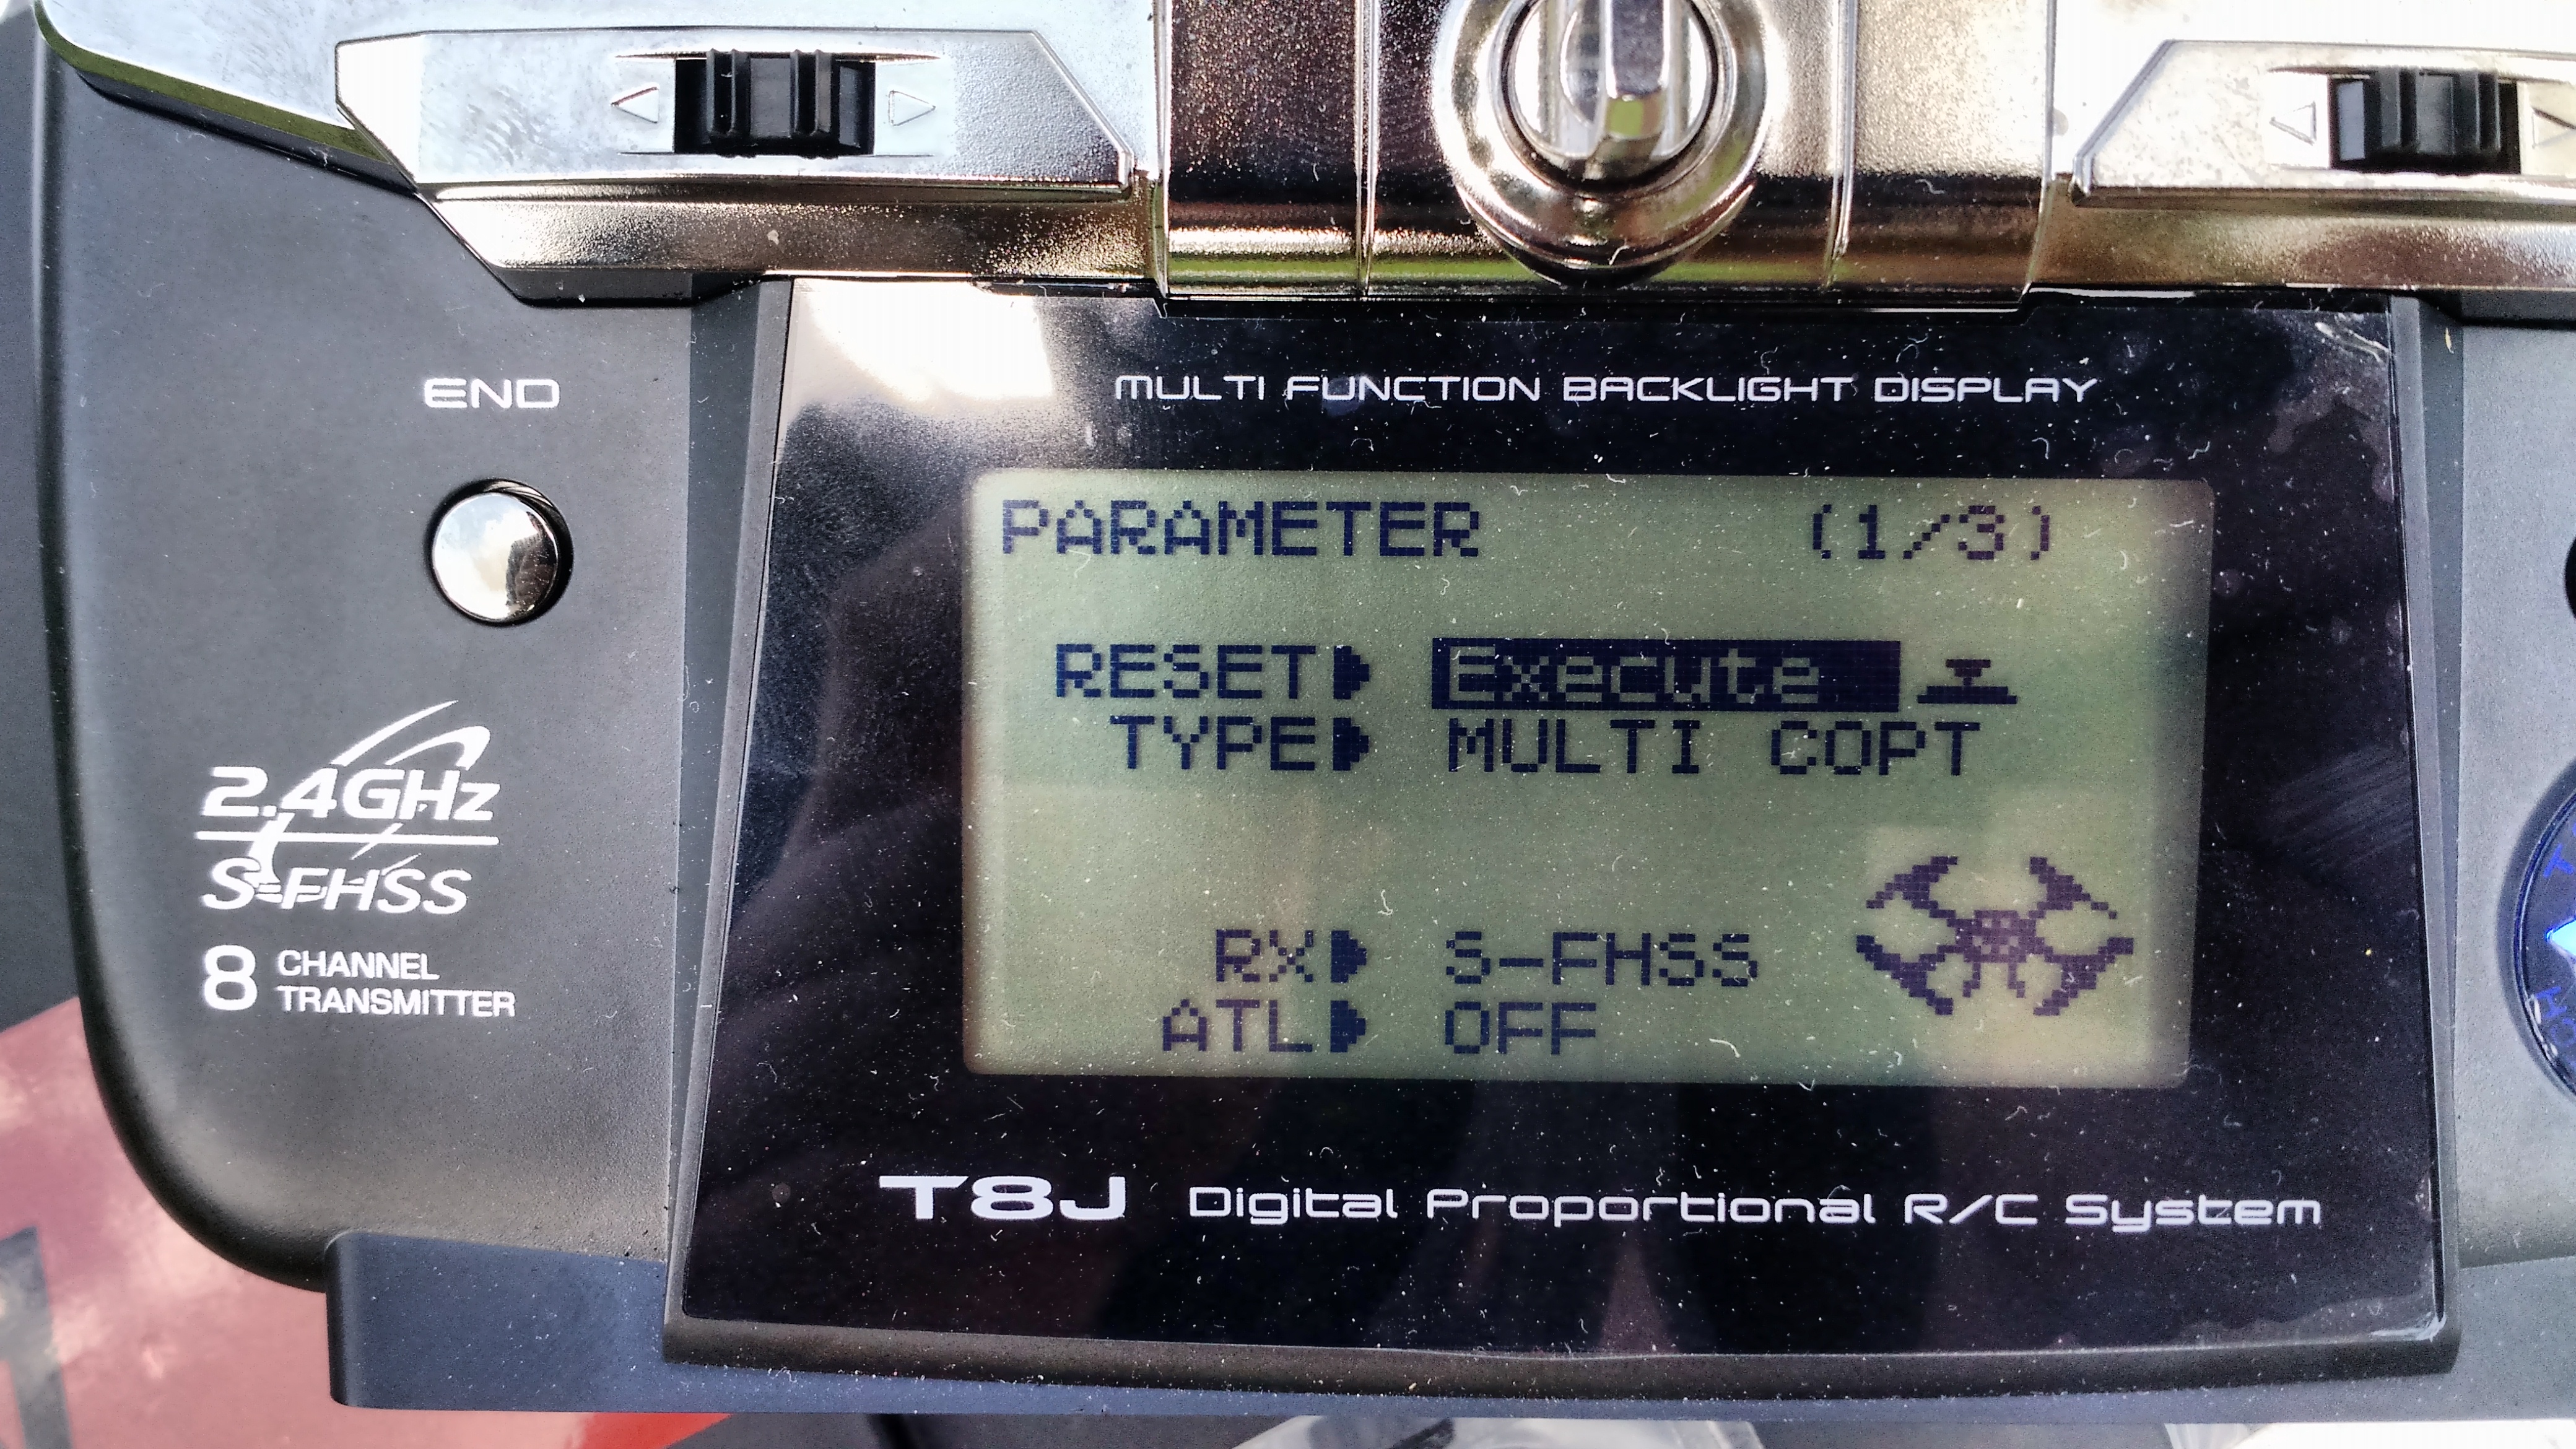 MULTI FUNCTION BACKLIGHT DISPLAY
END
PARAMETER (1/3)
RESET Execute
TYPE MULTI COPT
RX S-FHSS
ATL OFF
2.4GHz
S-FHSS
8 CHANNEL
TRANSMITTER
T8J Digital Proportional R/C System